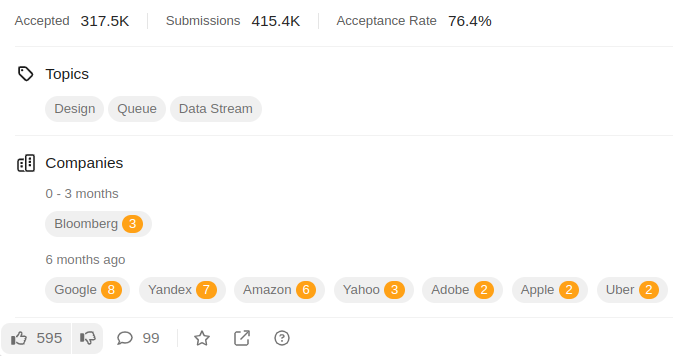 Accepted 317.5K Submissions 415.4K Acceptance Rate 76.4%
Topics
Design Queue Data Stream
Companies
0 - 3 months
Bloomberg 3
6 months ago
Google 8 Yandex 7 Amazon 6 Yahoo 3 Adobe 2 Apple 2 Uber 2
595 99